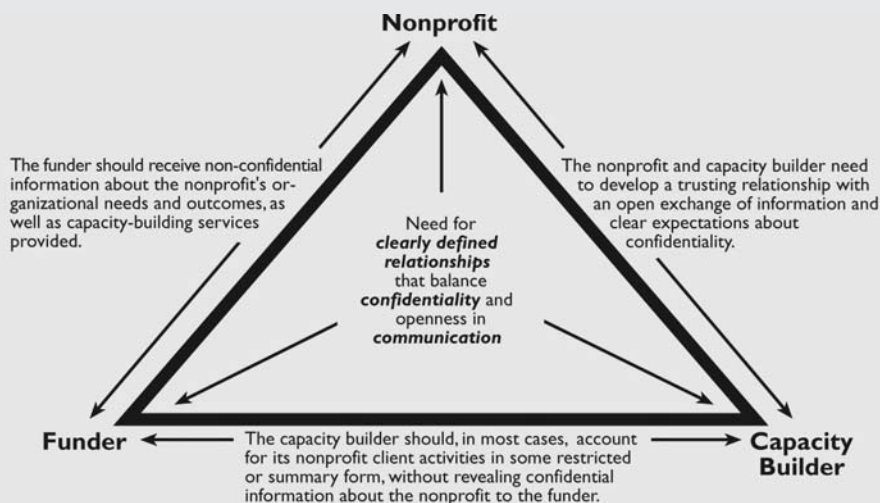 Nonprofit
The funder should receive non-confidential
information about the nonprofit's or-
ganizational needs and outcomes, as
well as capacity-building services
provided.
The nonprofit and capacity builder need
to develop a trusting relationship with
an open exchange of information and
clear expectations about
confidentiality.
Need for
clearly defined
relationships
that balance
confidentiality and
openness in
communication
Funder
The capacity builder should, in most cases, account
for its nonprofit client activities in some restricted
or summary form, without revealing confidential
information about the nonprofit to the funder.
Capacity
Builder